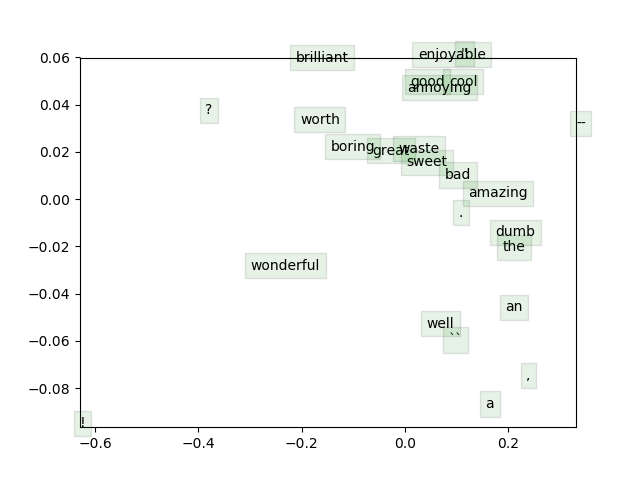 enjoyable
brilliant
0.06
good cool
annoying
0.04
?
worth
--
0.02
boring
great
waste
sweet
bad
amazing
0.00
.
dumb
the
−0.02
wonderful
−0.04
an
well
``
−0.06
,
−0.08
a
!
−0.6 −0.4 −0.2 0.0 0.2